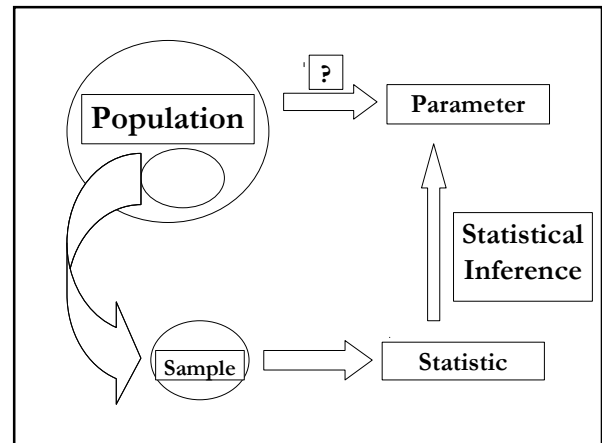 ?
Population
Parameter
Statistical
Inference
Sample
Statistic